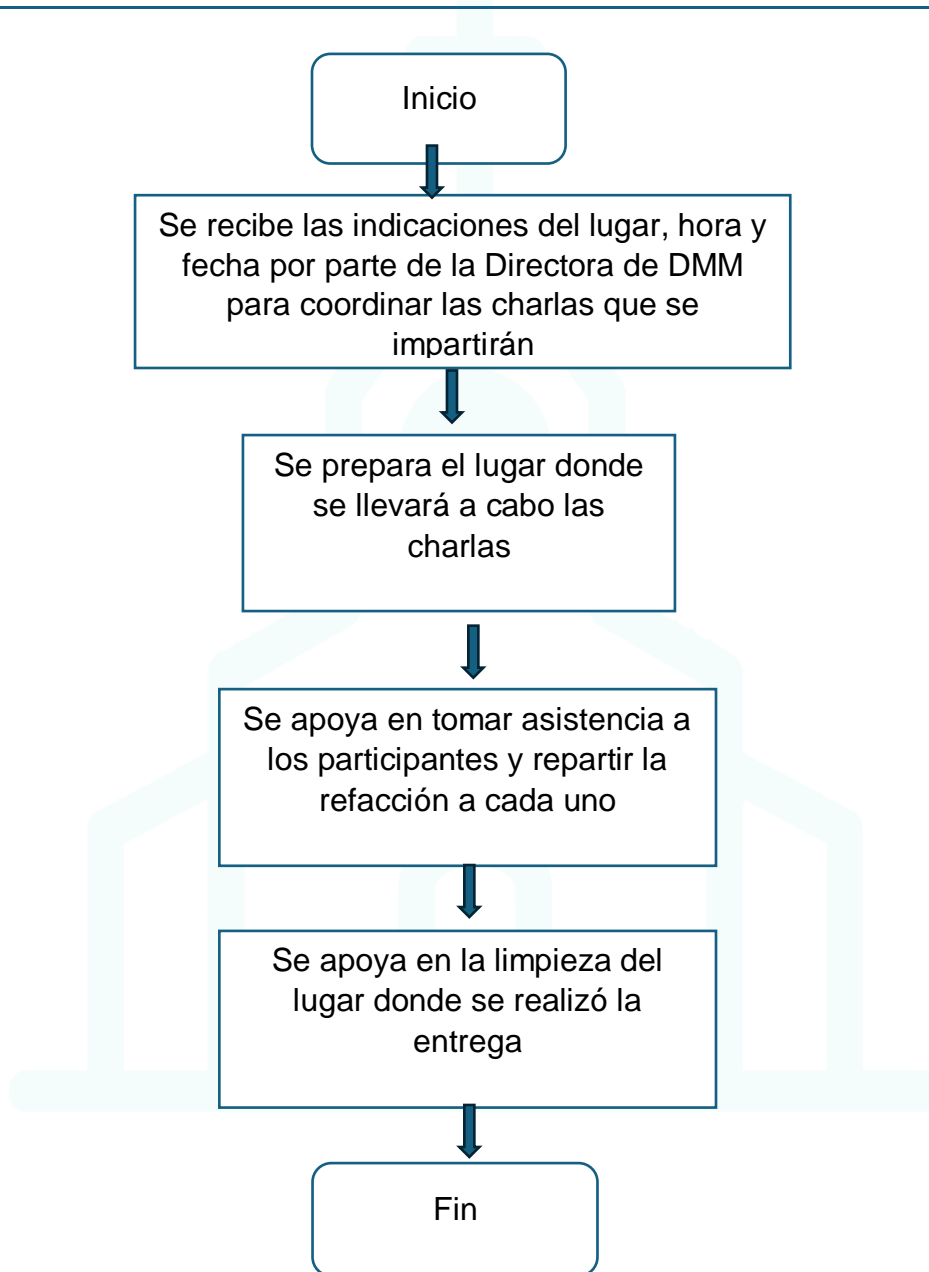 Inicio
Se recibe las indicaciones del lugar, hora y
fecha por parte de la Directora de DMM
para coordinar las charlas que se
impartirán
Se prepara el lugar donde
se llevará a cabo las
charlas
Se apoya en tomar asistencia a
los participantes y repartir la
refacción a cada uno
Se apoya en la limpieza del
lugar donde se realizó la
entrega
Fin